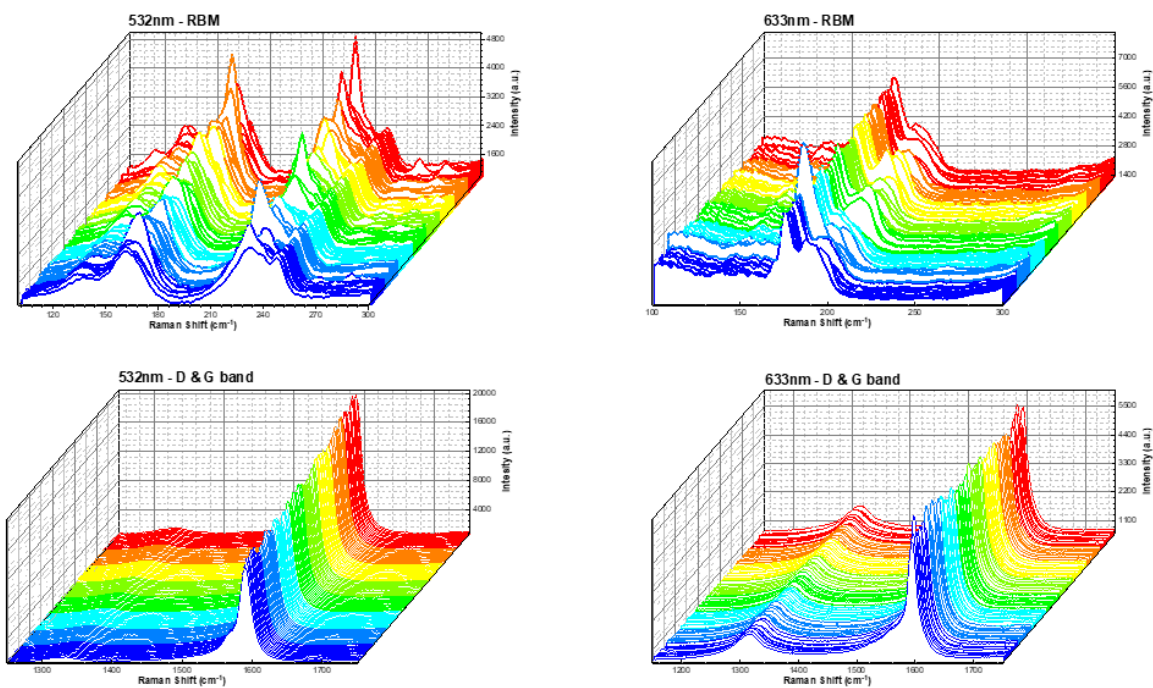 532nm - RBM
4800
4000
3200
2400
1600
Intensity (a.u.)
120 150 180 210 240 270 300
Raman Shift (cm⁻¹)
633nm - RBM
7000
5600
4200
2800
1400
Intensity (a.u.)
100 150 200 250 300
Raman Shift (cm⁻¹)
532nm - D & G band
20000
16000
12000
8000
4000
Intesity (a.u.)
1300 1400 1500 1600 1700
Raman Shift (cm⁻¹)
633nm - D & G band
5500
4400
3300
2200
1100
Intensity (a.u.)
1200 1300 1400 1500 1600 1700
Raman Shift (cm⁻¹)